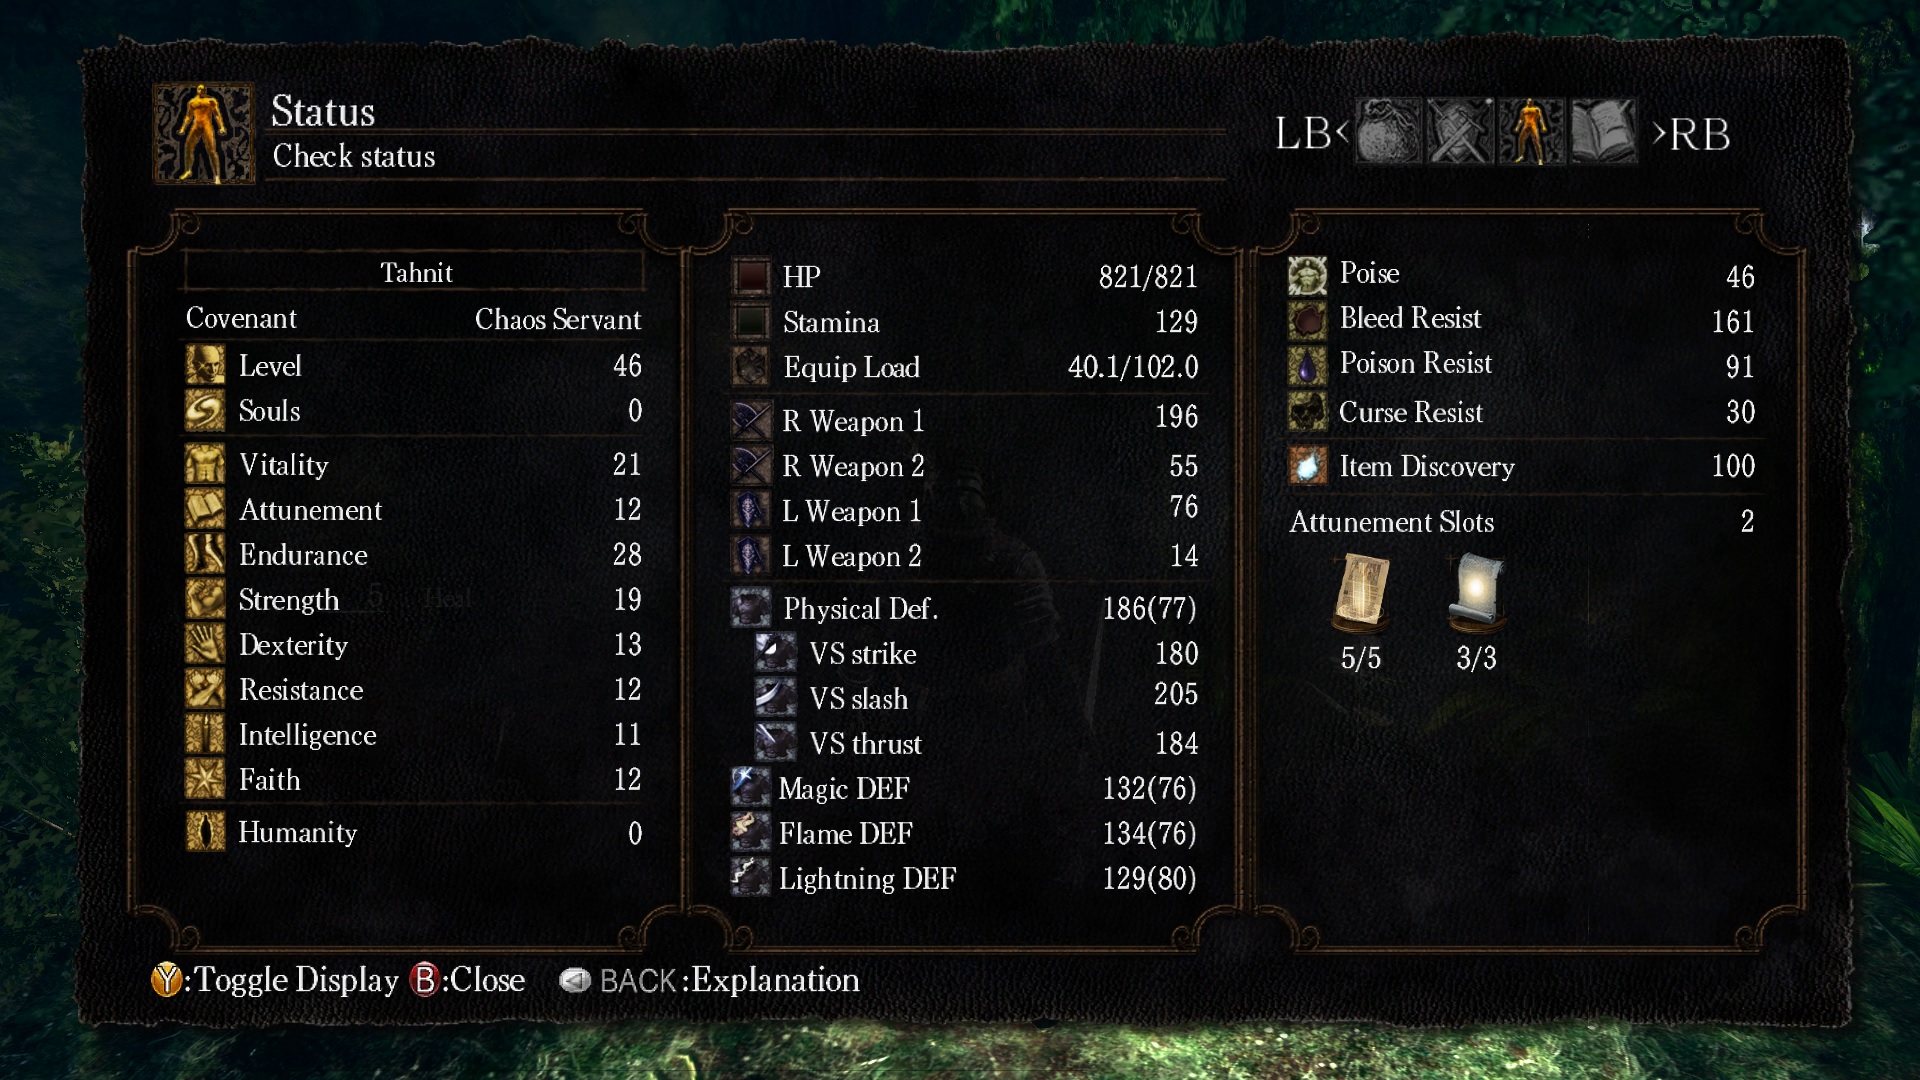 Status
Check status
LB<
>RB
Tahnit
Covenant Chaos Servant
Level 46
Souls 0
Vitality 21
Attunement 12
Endurance 28
Strength 19
Dexterity 13
Resistance 12
Intelligence 11
Faith 12
Humanity 0
HP 821/821
Stamina 129
Equip Load 40.1/102.0
R Weapon 1 196
R Weapon 2 55
L Weapon 1 76
L Weapon 2 14
Physical Def. 186(77)
VS strike 180
VS slash 205
VS thrust 184
Magic DEF 132(76)
Flame DEF 134(76)
Lightning DEF 129(80)
Poise 46
Bleed Resist 161
Poison Resist 91
Curse Resist 30
Item Discovery 100
Attunement Slots 2
5/5 3/3
5 Heal
Y:Toggle Display B:Close BACK:Explanation